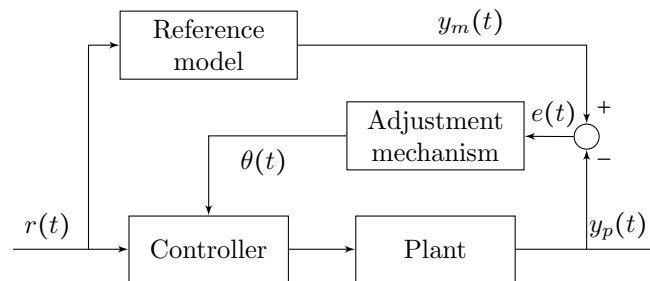 Reference
model
y_m(t)
+
e(t)
Adjustment
mechanism
−
θ(t)
r(t)
Controller
Plant
y_p(t)